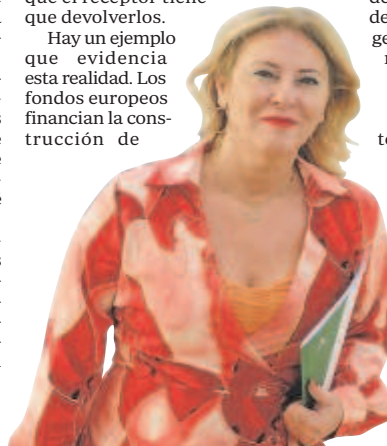 que el receptor tiene
que devolverlos.
Hay un ejemplo
que evidencia
esta realidad. Los
fondos europeos
financian la cons-
trucción de